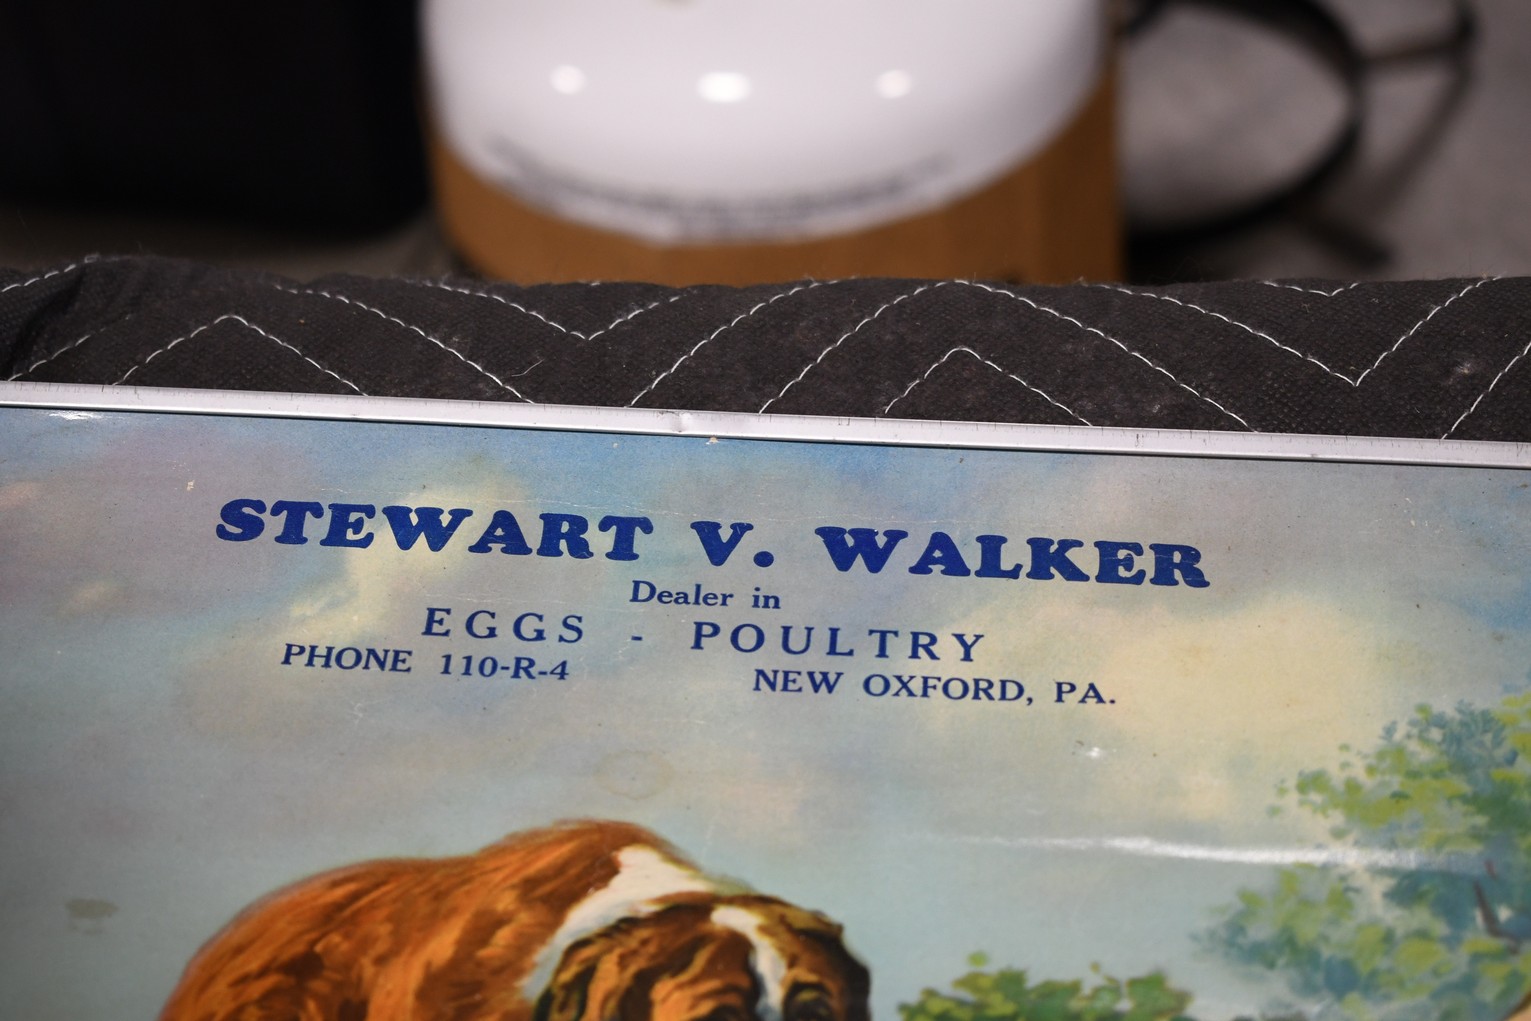 STEWART V. WALKER
Dealer in
EGGS - POULTRY
PHONE 110-R-4 NEW OXFORD, PA.